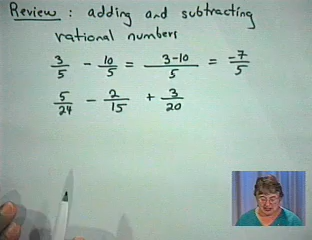 Review : adding and subtracting
rational numbers
3/5 - 10/5 = 3-10/5 = -7/5
5/24 - 2/15 + 3/20